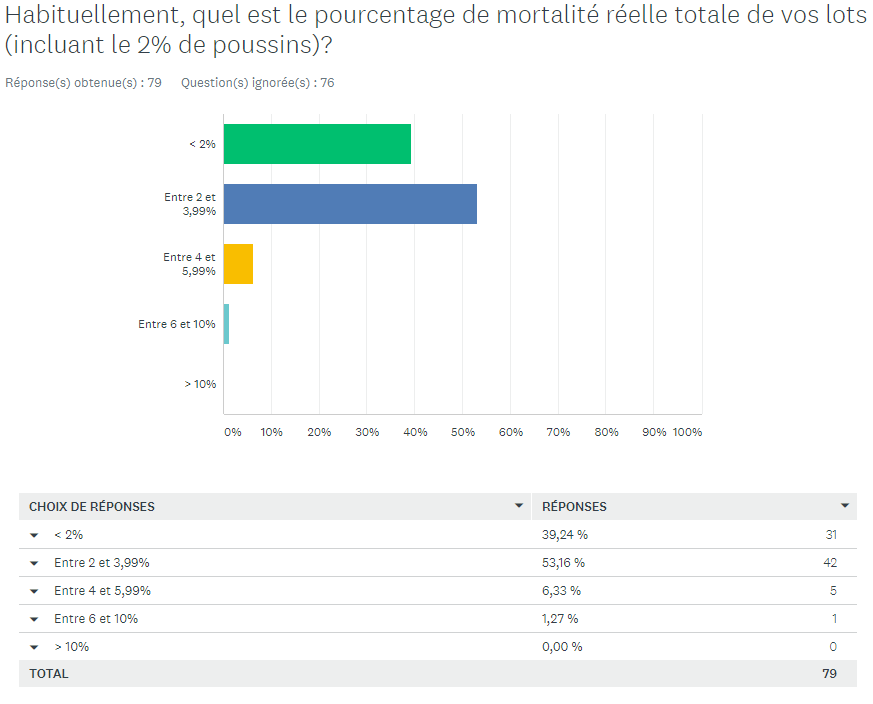 Habituellement, quel est le pourcentage de mortalité réelle totale de vos lots
(incluant le 2% de poussins)?
Réponse(s) obtenue(s) : 79 Question(s) ignorée(s) : 76
< 2%
Entre 2 et
3,99%
Entre 4 et
5,99%
Entre 6 et 10%
> 10%
0% 10% 20% 30% 40% 50% 60% 70% 80% 90% 100%
CHOIX DE RÉPONSES RÉPONSES
< 2% 39,24 % 31
Entre 2 et 3,99% 53,16 % 42
Entre 4 et 5,99% 6,33 % 5
Entre 6 et 10% 1,27 % 1
> 10% 0,00 % 0
TOTAL 79